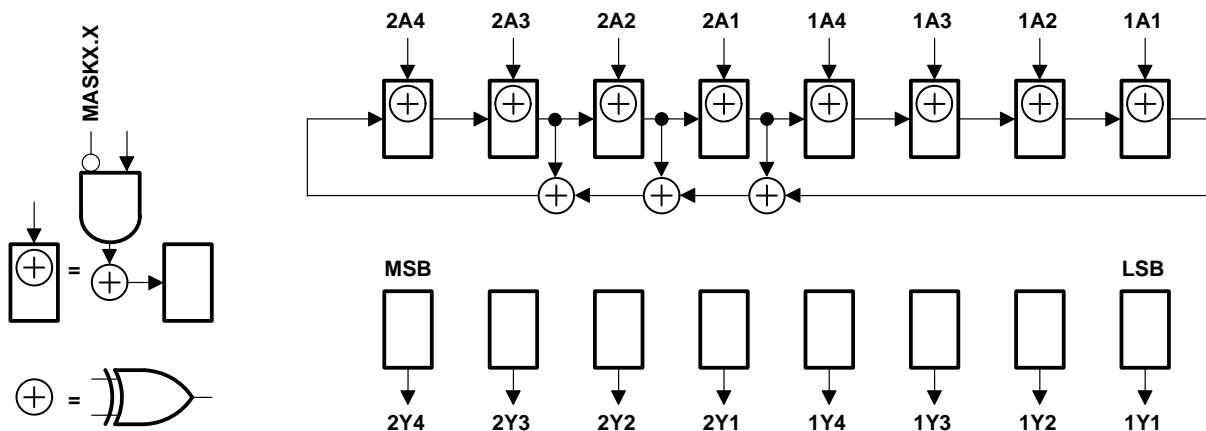 2A4 2A3 2A2 2A1 1A4 1A3 1A2 1A1
MASKX.X
=
MSB LSB
=
2Y4 2Y3 2Y2 2Y1 1Y4 1Y3 1Y2 1Y1